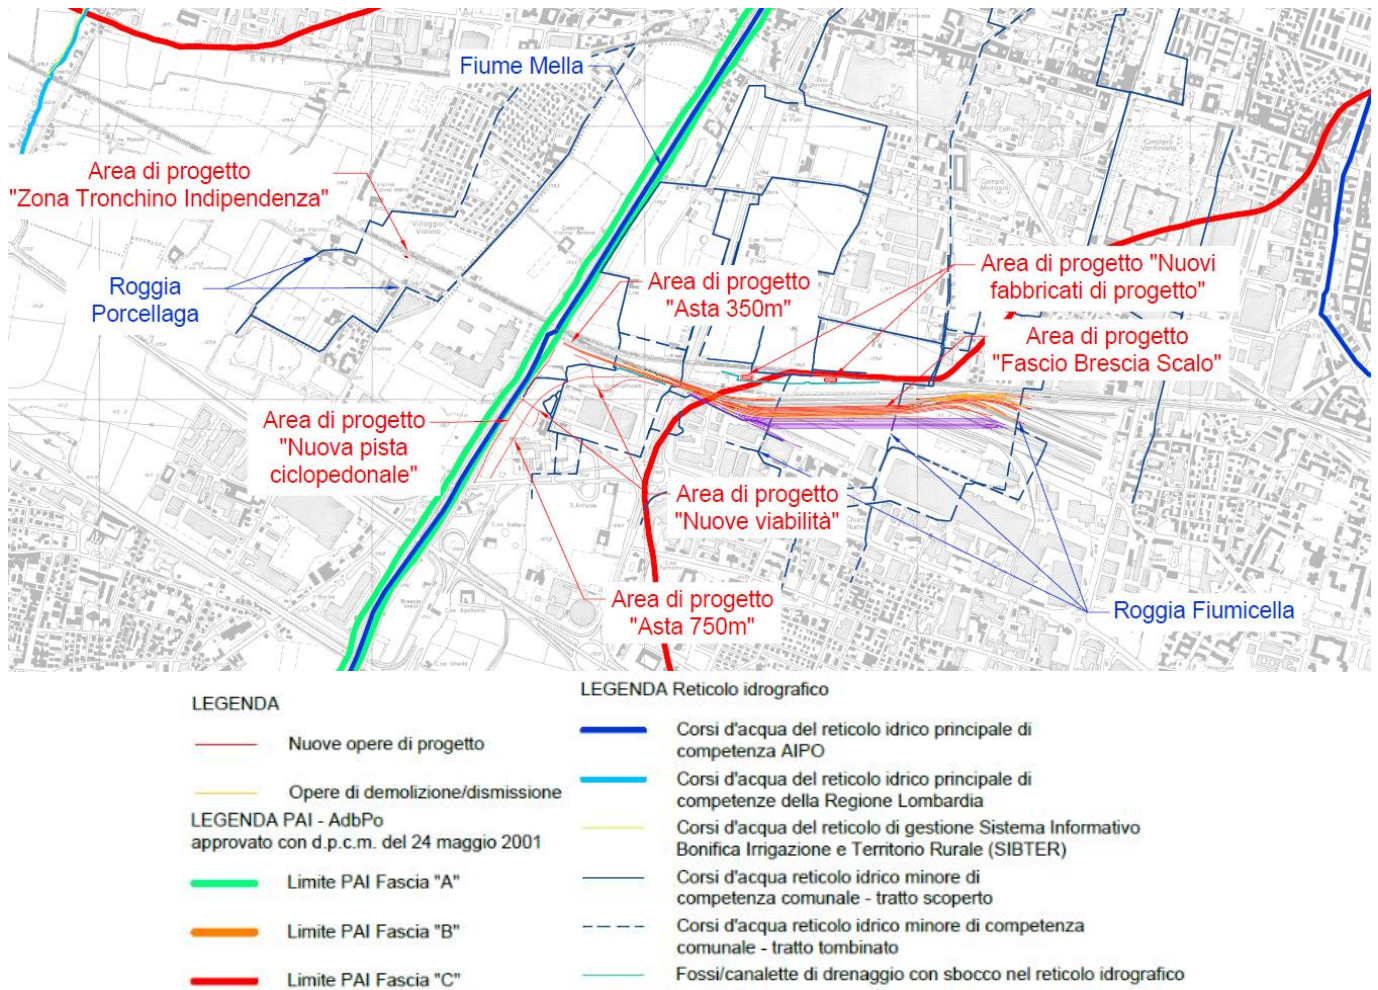 Fiume Mella
Area di progetto
"Zona Tronchino Indipendenza"
Roggia
Porcellaga
Area di progetto
"Asta 350m"
Area di progetto "Nuovi
fabbricati di progetto"
Area di progetto
"Fascio Brescia Scalo"
Area di progetto
"Nuova pista
ciclopedonale"
Area di progetto
"Nuove viabilità"
Area di progetto
"Asta 750m"
Roggia Fiumicella
LEGENDA
Nuove opere di progetto
Opere di demolizione/dismissione
LEGENDA PAI - AdbPo
approvato con d.p.c.m. del 24 maggio 2001
Limite PAI Fascia "A"
Limite PAI Fascia "B"
Limite PAI Fascia "C"
LEGENDA Reticolo idrografico
Corsi d'acqua del reticolo idrico principale di
competenza AIPO
Corsi d'acqua del reticolo idrico principale di
competenze della Regione Lombardia
Corsi d'acqua del reticolo di gestione Sistema Informativo
Bonifica Irrigazione e Territorio Rurale (SIBTER)
Corsi d'acqua reticolo idrico minore di
competenza comunale - tratto scoperto
Corsi d'acqua reticolo idrico minore di competenza
comunale - tratto tombinato
Fossi/canalette di drenaggio con sbocco nel reticolo idrografico